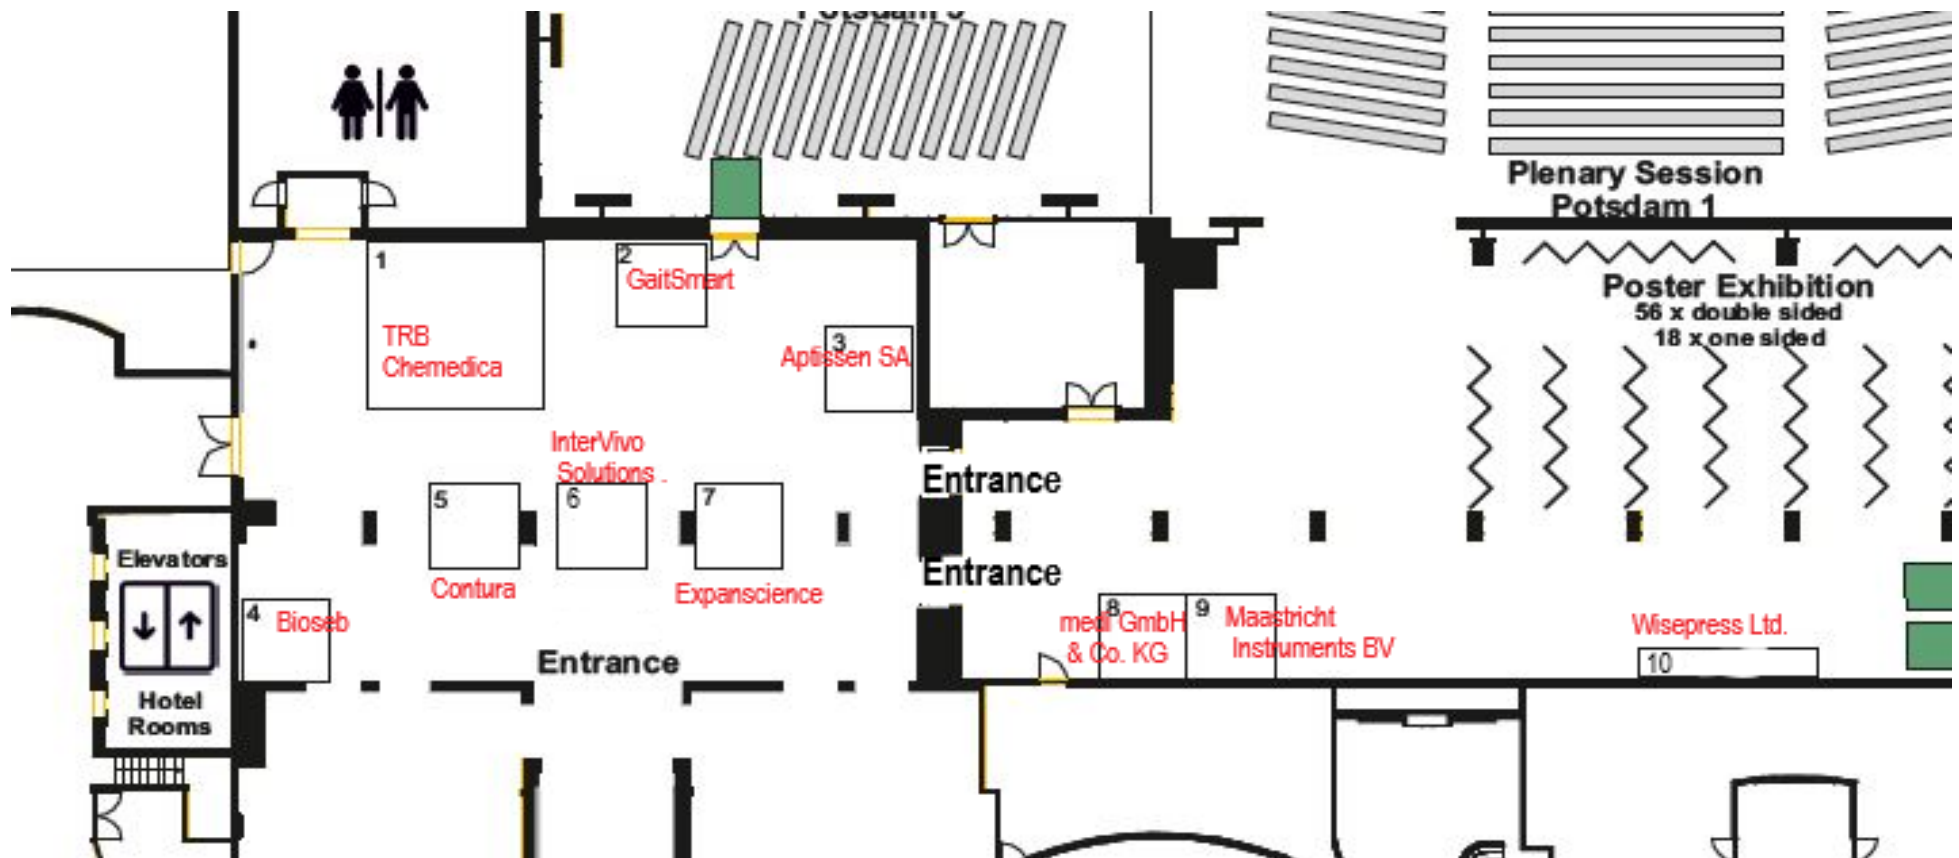 Potsdam 3
Plenary Session
Potsdam 1
1
TRB
Chemedica
2
GaitSmart
3
Aptissen SA
Poster Exhibition
56 x double sided
18 x one sided
InterVivo
Solutions .
5
6
7
Entrance
Elevators
Contura
Expanscience
Entrance
4
Bioseb
8
medi GmbH
& Co. KG
9
Maastricht
Instruments BV
Wisepress Ltd.
10
Entrance
Hotel
Rooms